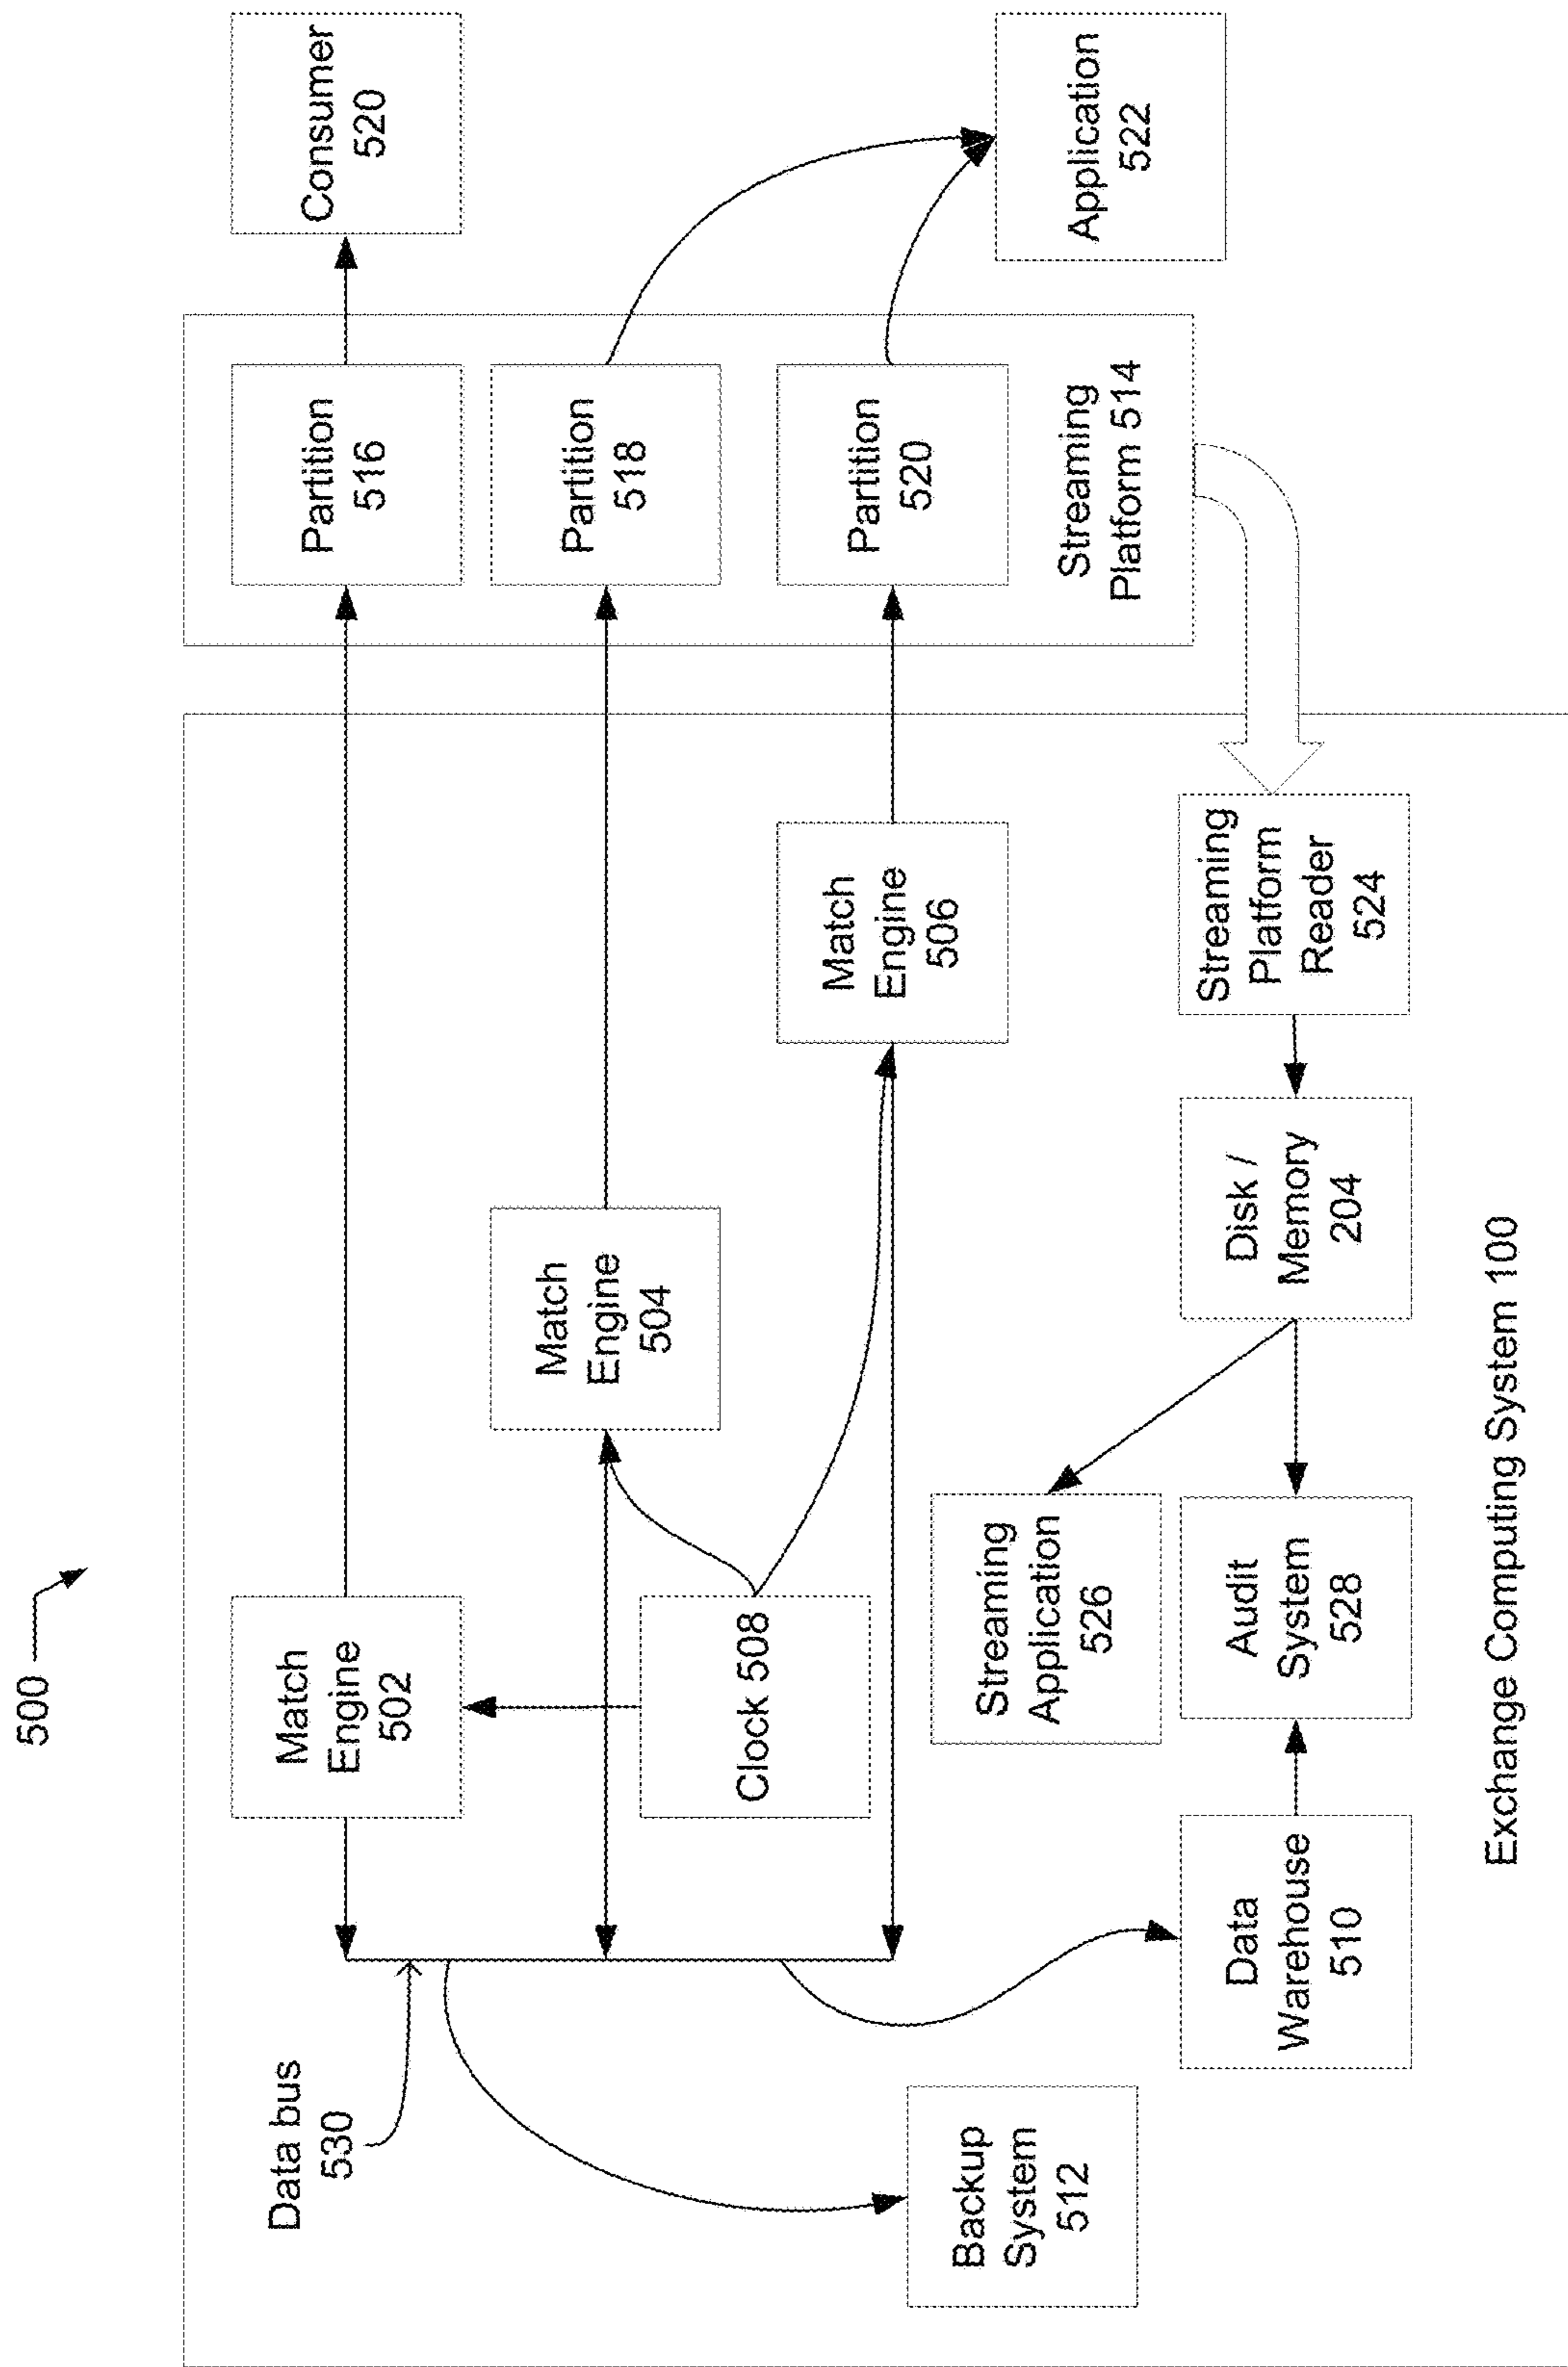 500
Data bus
530
Match
Engine
502
Partition
516
Consumer
520
Match
Engine
504
Partition
518
Clock 508
Match
Engine
506
Partition
520
Backup
System
512
Streaming
Application
526
Streaming
Platform 514
Application
522
Data
Warehouse
510
Audit
System
528
Disk /
Memory
204
Streaming
Platform
Reader
524
Exchange Computing System 100